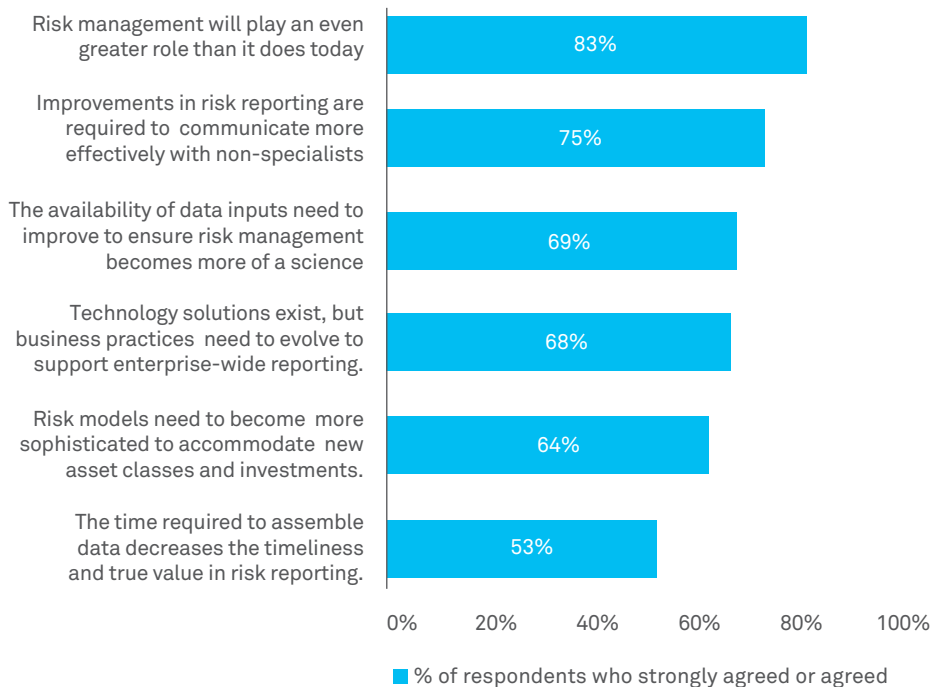 Risk management will play an even
greater role than it does today
83%
Improvements in risk reporting are
required to communicate more
effectively with non-specialists
75%
The availability of data inputs need to
improve to ensure risk management
becomes more of a science
69%
Technology solutions exist, but
business practices need to evolve to
support enterprise-wide reporting.
68%
Risk models need to become more
sophisticated to accommodate new
asset classes and investments.
64%
The time required to assemble
data decreases the timeliness
and true value in risk reporting.
53%
0% 20% 40% 60% 80% 100%
% of respondents who strongly agreed or agreed